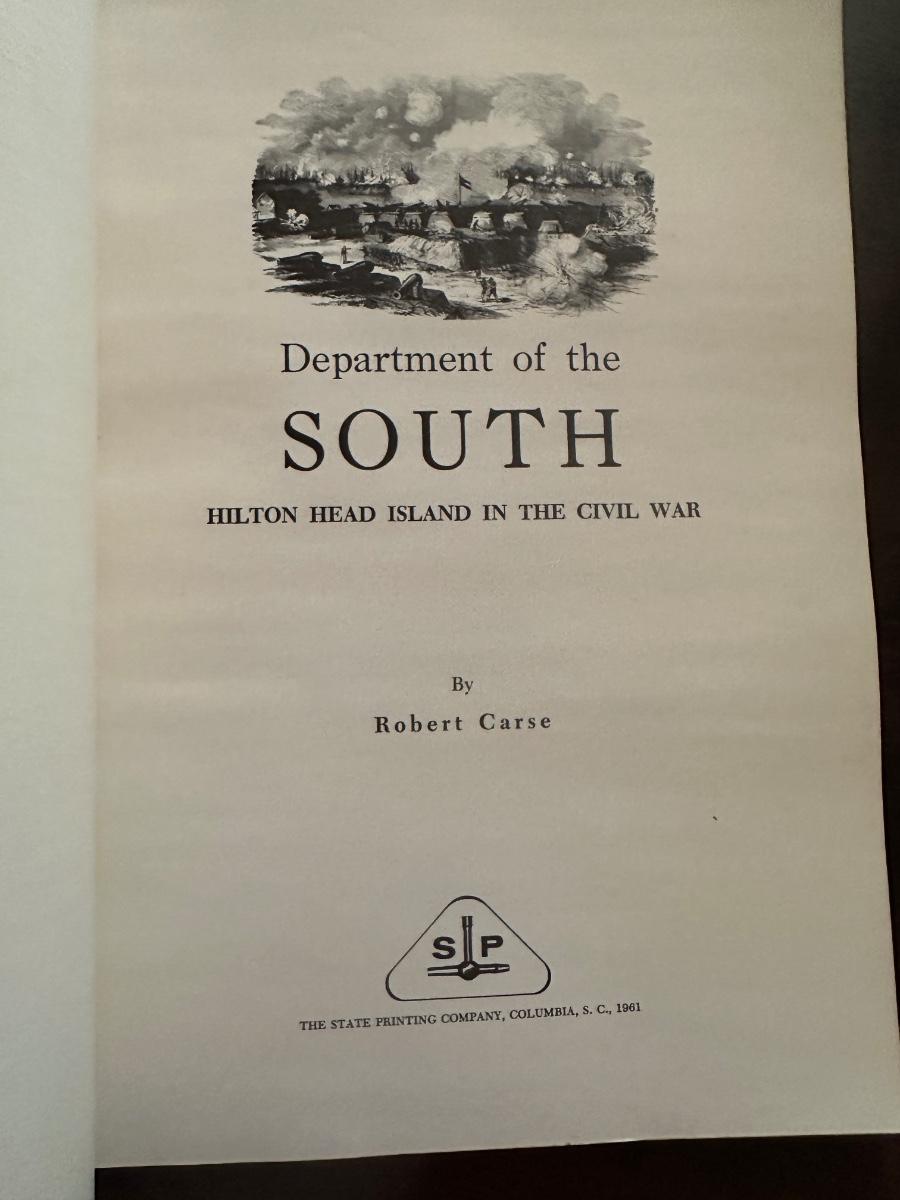 Department of the
SOUTH
HILTON HEAD ISLAND IN THE CIVIL WAR
By
Robert Carse
S P
THE STATE PRINTING COMPANY, COLUMBIA, S. C., 1961